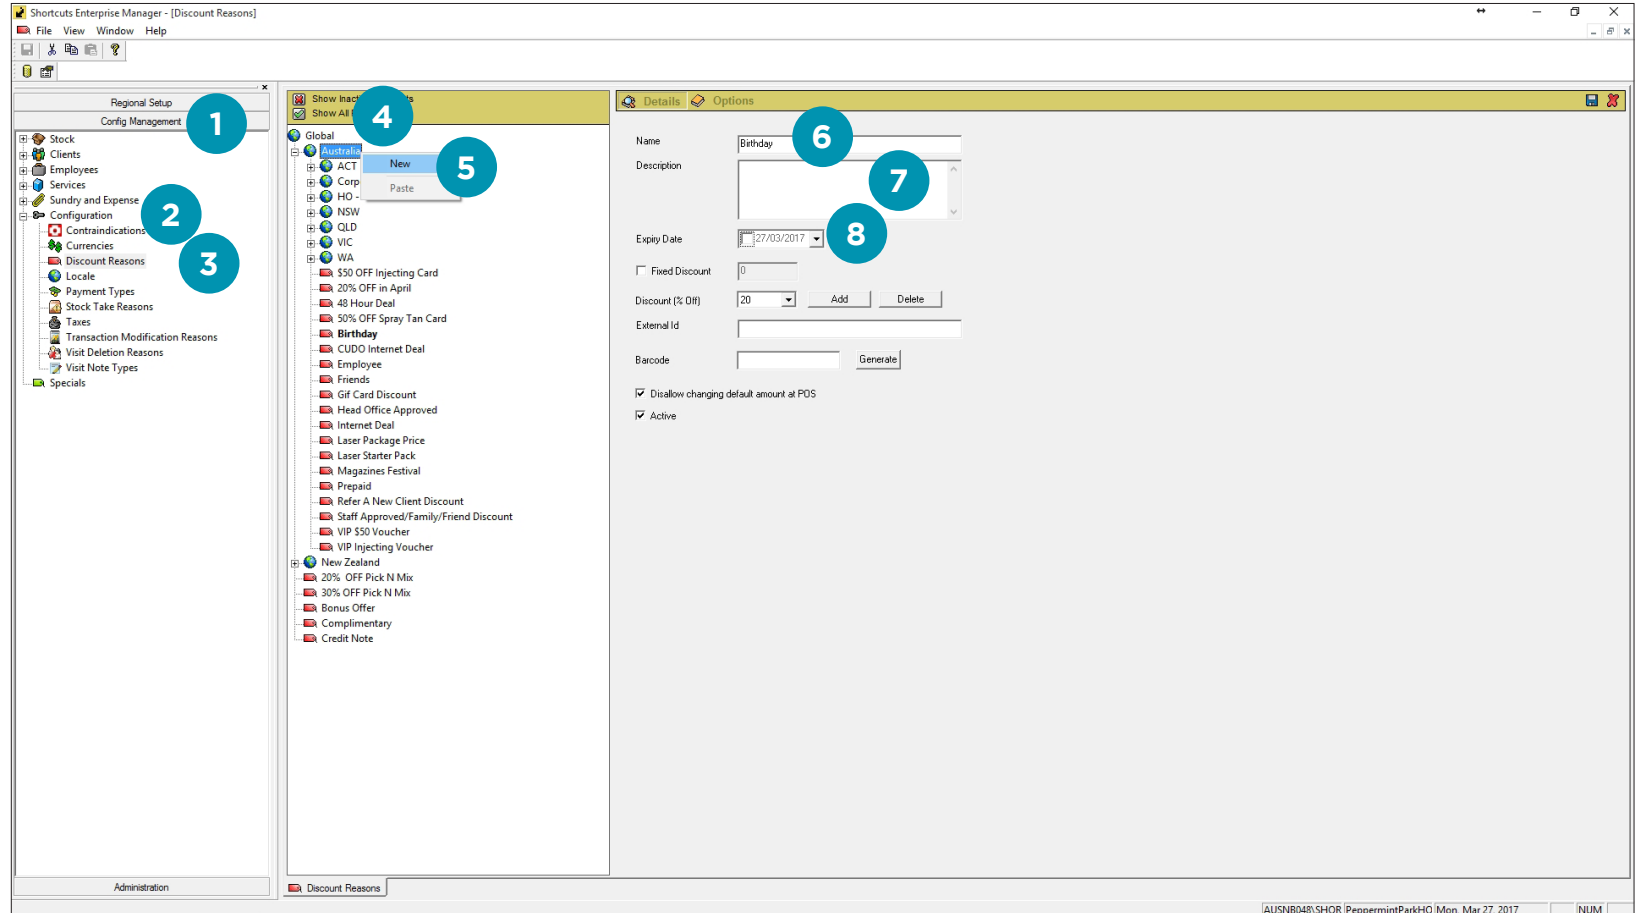 Shortcuts Enterprise Manager - [Discount Reasons]
File View Window Help
Regional Setup
Config Management
1
Stock
Clients
Employees
Services
Sundry and Expense
Configuration
2
Contraindications
Currencies
Discount Reasons
3
Locale
Payment Types
Stock Take Reasons
Taxes
Transaction Modification Reasons
Visit Deletion Reasons
Visit Note Types
Specials
Administration
Show Inac
Show All
4
Global
Australia
New
Paste
5
ACT
Corp
HO -
NSW
QLD
VIC
WA
$50 OFF Injecting Card
20% OFF in April
48 Hour Deal
50% OFF Spray Tan Card
Birthday
CUDO Internet Deal
Employee
Friends
Gif Card Discount
Head Office Approved
Internet Deal
Laser Package Price
Laser Starter Pack
Magazines Festival
Prepaid
Refer A New Client Discount
Staff Approved/Family/Friend Discount
VIP $50 Voucher
VIP Injecting Voucher
New Zealand
20% OFF Pick N Mix
30% OFF Pick N Mix
Bonus Offer
Complimentary
Credit Note
Discount Reasons
Details Options
Name Birthday 6
Description 7
Expiry Date 27/03/2017 8
Fixed Discount 0
Discount (% Off) 20 Add Delete
External Id
Barcode Generate
Disallow changing default amount at POS
Active
AUSNB048\SHOR PeppermintParkHO Mon, Mar 27, 2017 NUM